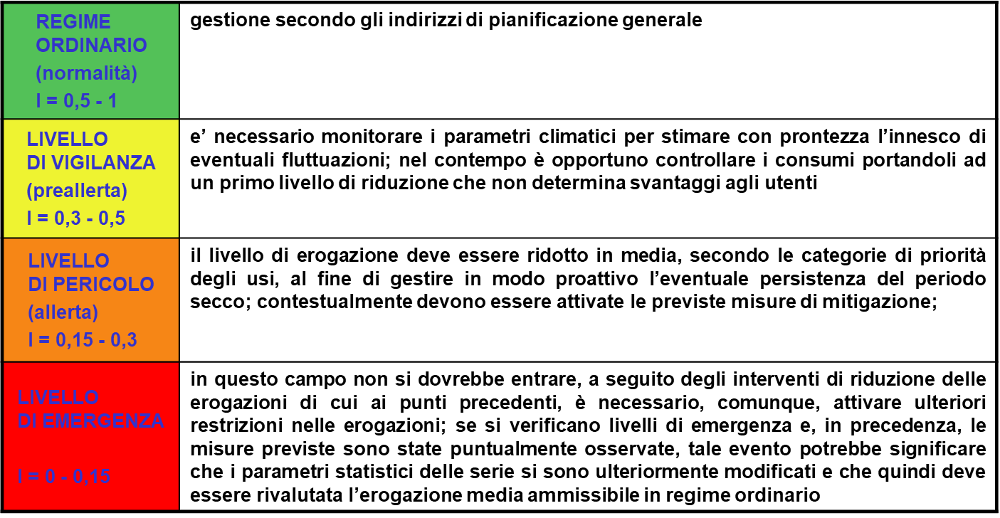 REGIME
ORDINARIO
(normalità)
I = 0,5 - 1
gestione secondo gli indirizzi di pianificazione generale
LIVELLO
DI VIGILANZA
(preallerta)
I = 0,3 - 0,5
e’ necessario monitorare i parametri climatici per stimare con prontezza l’innesco di
eventuali fluttuazioni; nel contempo è opportuno controllare i consumi portandoli ad
un primo livello di riduzione che non determina svantaggi agli utenti
LIVELLO
DI PERICOLO
(allerta)
I = 0,15 - 0,3
il livello di erogazione deve essere ridotto in media, secondo le categorie di priorità
degli usi, al fine di gestire in modo proattivo l’eventuale persistenza del periodo
secco; contestualmente devono essere attivate le previste misure di mitigazione;
LIVELLO
DI EMERGENZA
I = 0 - 0,15
in questo campo non si dovrebbe entrare, a seguito degli interventi di riduzione delle
erogazioni di cui ai punti precedenti, è necessario, comunque, attivare ulteriori
restrizioni nelle erogazioni; se si verificano livelli di emergenza e, in precedenza, le
misure previste sono state puntualmente osservate, tale evento potrebbe significare
che i parametri statistici delle serie si sono ulteriormente modificati e che quindi deve
essere rivalutata l’erogazione media ammissibile in regime ordinario